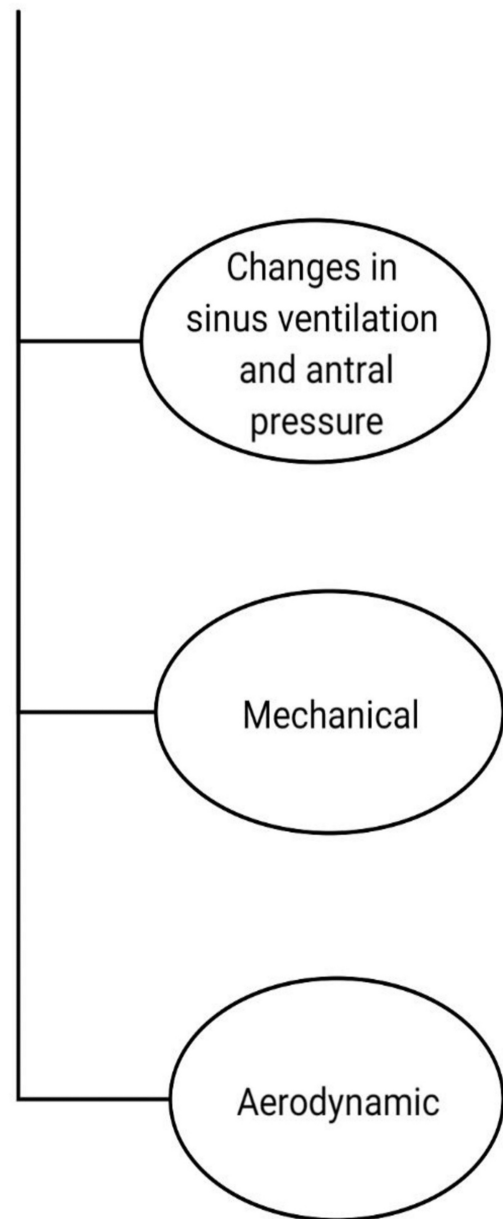 Changes in
sinus ventilation
and antral
pressure
Mechanical
Aerodynamic